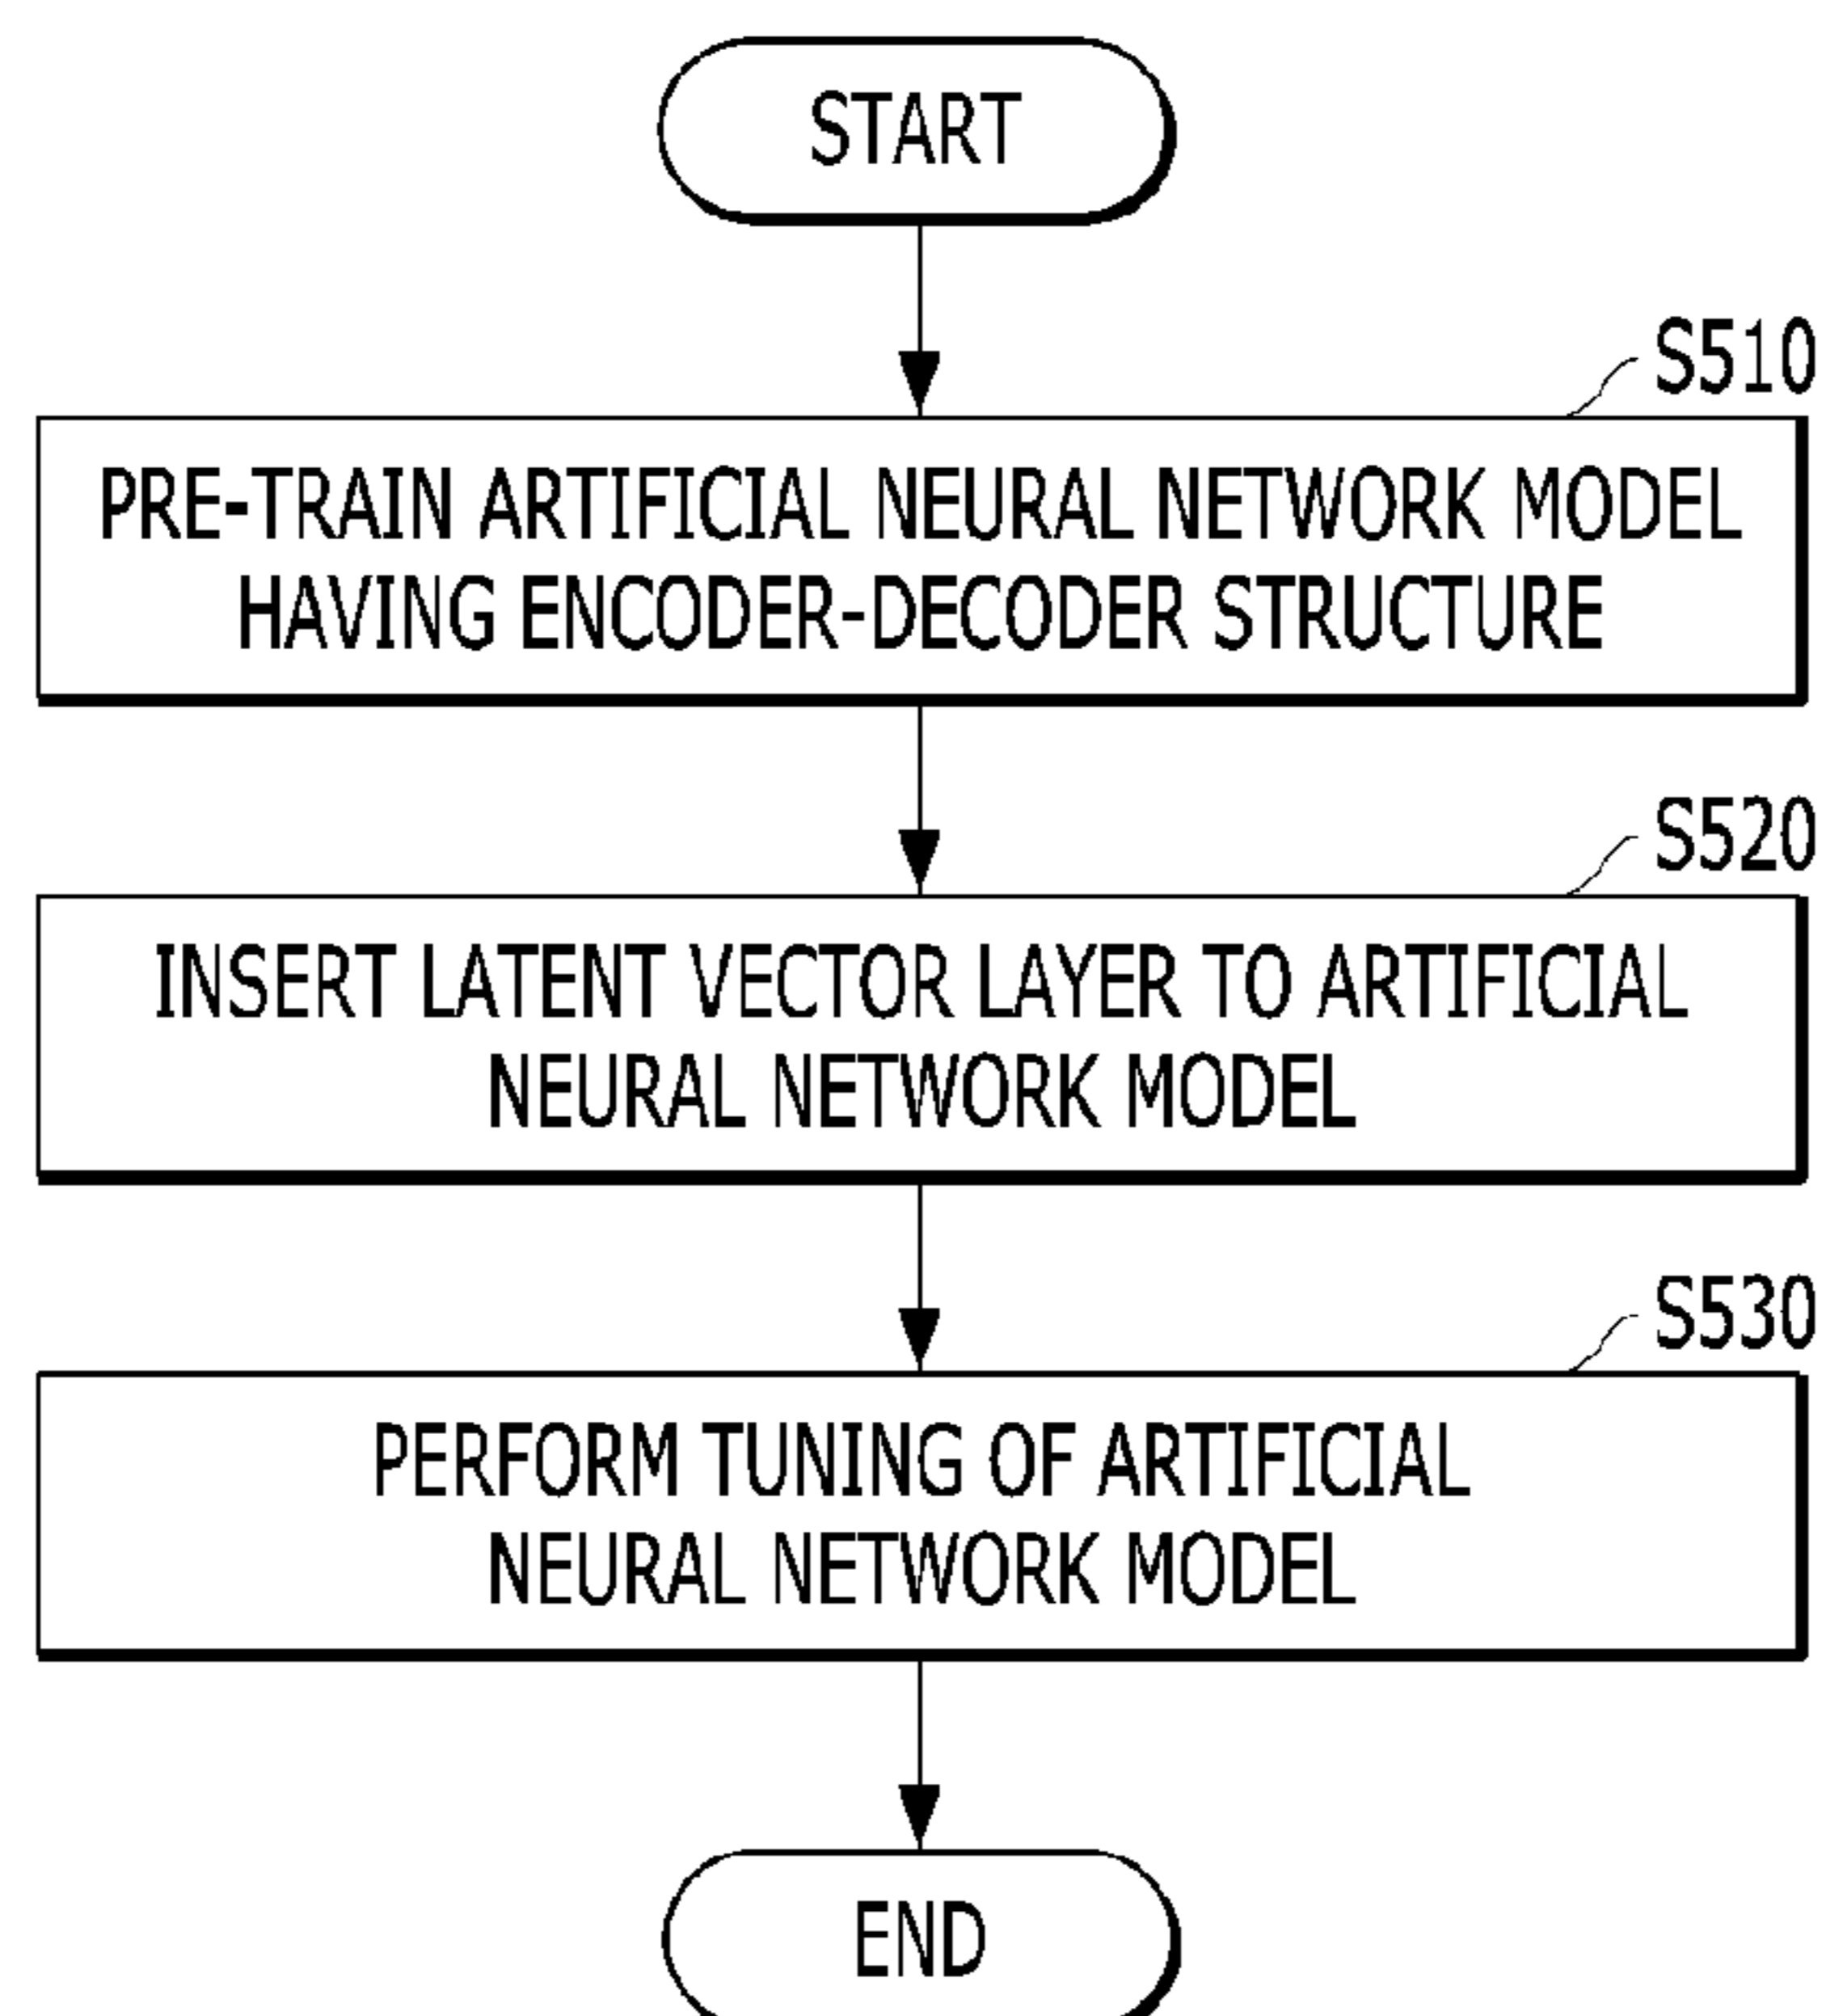 START
S510
PRE-TRAIN ARTIFICIAL NEURAL NETWORK MODEL
HAVING ENCODER-DECODER STRUCTURE
S520
INSERT LATENT VECTOR LAYER TO ARTIFICIAL
NEURAL NETWORK MODEL
S530
PERFORM TUNING OF ARTIFICIAL
NEURAL NETWORK MODEL
END